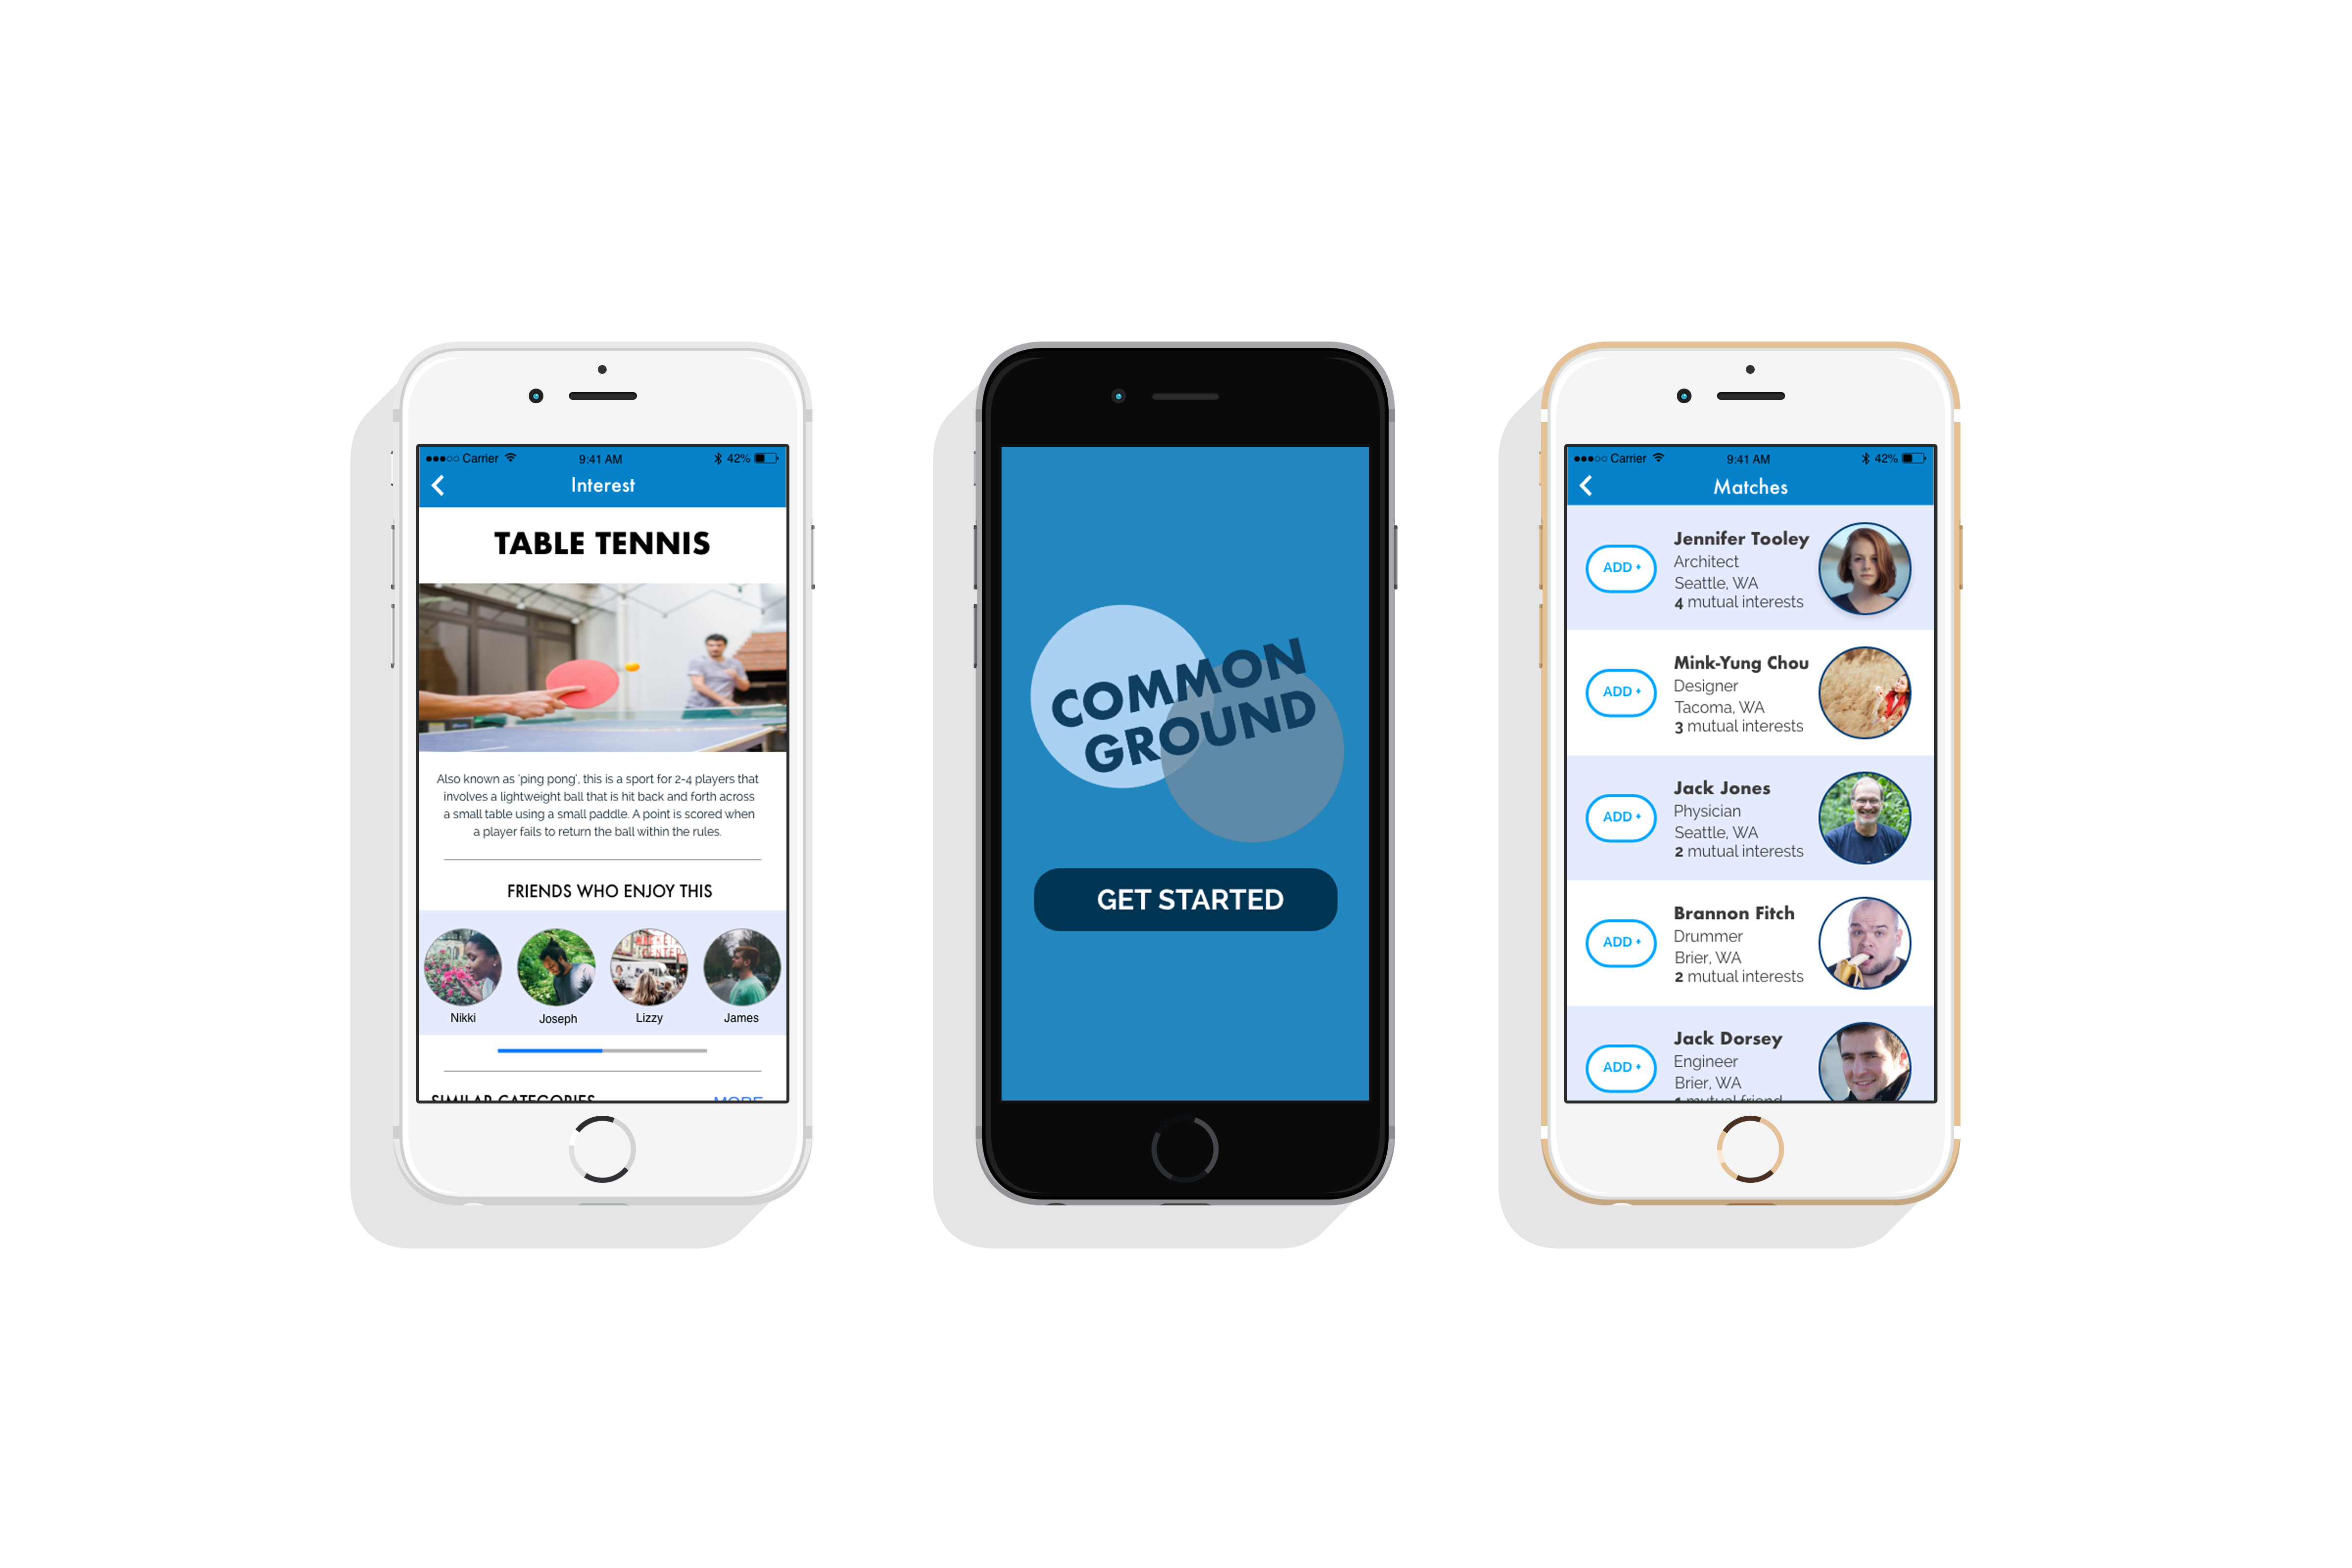 Carrier 9:41 AM 42%
Interest
TABLE TENNIS
Also known as 'ping pong', this is a sport for 2-4 players that
involves a lightweight ball that is hit back and forth across
a small table using a small paddle. A point is scored when
a player fails to return the ball within the rules.
FRIENDS WHO ENJOY THIS
Nikki Joseph Lizzy James
SIMILAR CATEGORIES MORE
COMMON
GROUND
GET STARTED
Carrier 9:41 AM 42%
Matches
Jennifer Tooley
ADD +
Architect
Seattle, WA
4 mutual interests
Mink-Yung Chou
ADD +
Designer
Tacoma, WA
3 mutual interests
Jack Jones
ADD +
Physician
Seattle, WA
2 mutual interests
Brannon Fitch
ADD +
Drummer
Brier, WA
2 mutual interests
Jack Dorsey
ADD +
Engineer
Brier, WA
1 mutual friend